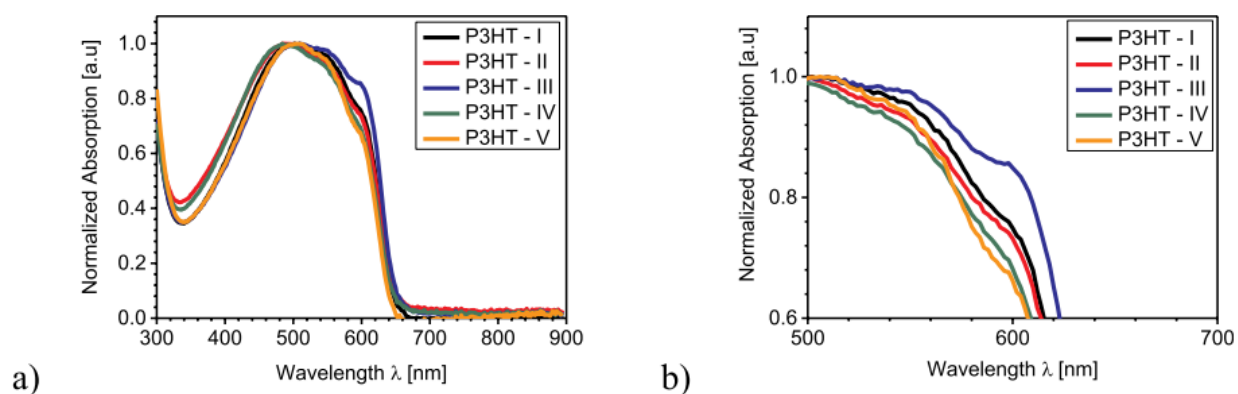 Normalized Absorption [a.u]
1.0
0.8
0.6
0.4
0.2
0.0
300 400 500 600 700 800 900
Wavelength λ [nm]
P3HT - I
P3HT - II
P3HT - III
P3HT - IV
P3HT - V
a)
Normalized Absorption [a.u]
1.0
0.8
0.6
500 600 700
Wavelength λ [nm]
P3HT - I
P3HT - II
P3HT - III
P3HT - IV
P3HT - V
b)